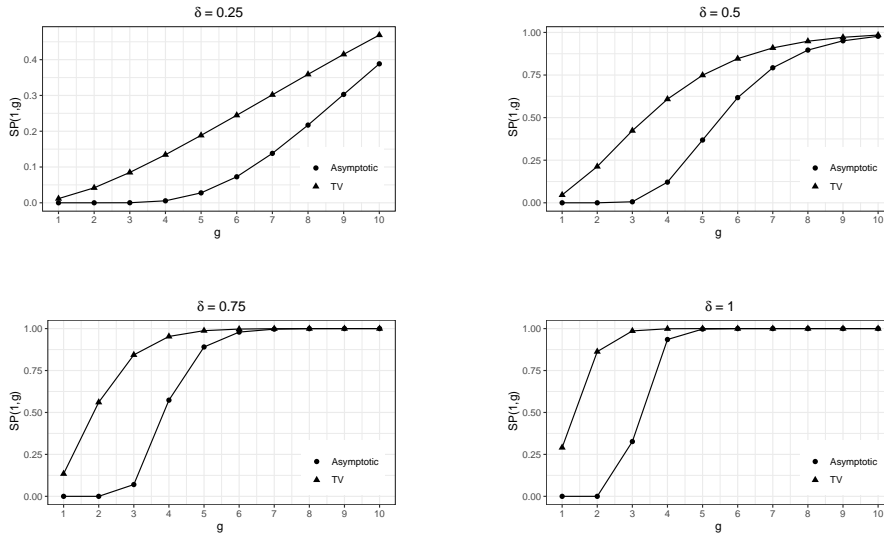 δ = 0.25
0.4
0.3
0.2
0.1
0.0
SP(1,g)
Asymptotic
TV
1 2 3 4 5 6 7 8 9 10
g
δ = 0.5
1.00
0.75
0.50
0.25
0.00
SP(1,g)
Asymptotic
TV
1 2 3 4 5 6 7 8 9 10
g
δ = 0.75
1.00
0.75
0.50
0.25
0.00
SP(1,g)
Asymptotic
TV
1 2 3 4 5 6 7 8 9 10
g
δ = 1
1.00
0.75
0.50
0.25
0.00
SP(1,g)
Asymptotic
TV
1 2 3 4 5 6 7 8 9 10
g